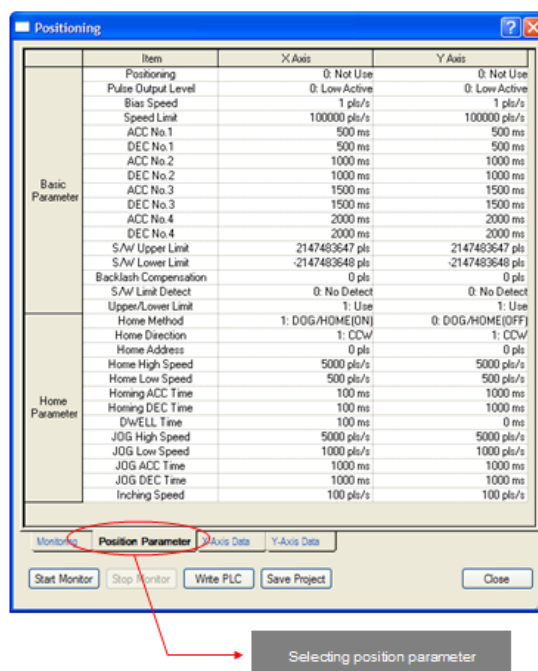 Positioning
Item X Axis Y Axis
Basic Parameter
Positioning 0: Not Use 0: Not Use
Pulse Output Level 0: Low Active 0: Low Active
Bias Speed 1 pls/s 1 pls/s
Speed Limit 100000 pls/s 100000 pls/s
ACC No.1 500 ms 500 ms
DEC No.1 500 ms 500 ms
ACC No.2 1000 ms 1000 ms
DEC No.2 1000 ms 1000 ms
ACC No.3 1500 ms 1500 ms
DEC No.3 1500 ms 1500 ms
ACC No.4 2000 ms 2000 ms
DEC No.4 2000 ms 2000 ms
S/W Upper Limit 2147483647 pls 2147483647 pls
S/W Lower Limit -2147483648 pls -2147483648 pls
Backlash Compensation 0 pls 0 pls
S/W Limit Detect 0: No Detect 0: No Detect
Upper/Lower Limit 1: Use 1: Use
Home Parameter
Home Method 1: DOG/HOME(ON) 0: DOG/HOME(OFF)
Home Direction 1: CCW 1: CCW
Home Address 0 pls 0 pls
Home High Speed 5000 pls/s 5000 pls/s
Home Low Speed 500 pls/s 500 pls/s
Homing ACC Time 100 ms 1000 ms
Homing DEC Time 100 ms 1000 ms
DWELL Time 100 ms 0 ms
JOG High Speed 5000 pls/s 5000 pls/s
JOG Low Speed 1000 pls/s 1000 pls/s
JOG ACC Time 1000 ms 1000 ms
JOG DEC Time 1000 ms 1000 ms
Inching Speed 100 pls/s 100 pls/s
Monitoring Position Parameter X-Axis Data Y-Axis Data
Start Monitor Stop Monitor Write PLC Save Project Close
Selecting position parameter